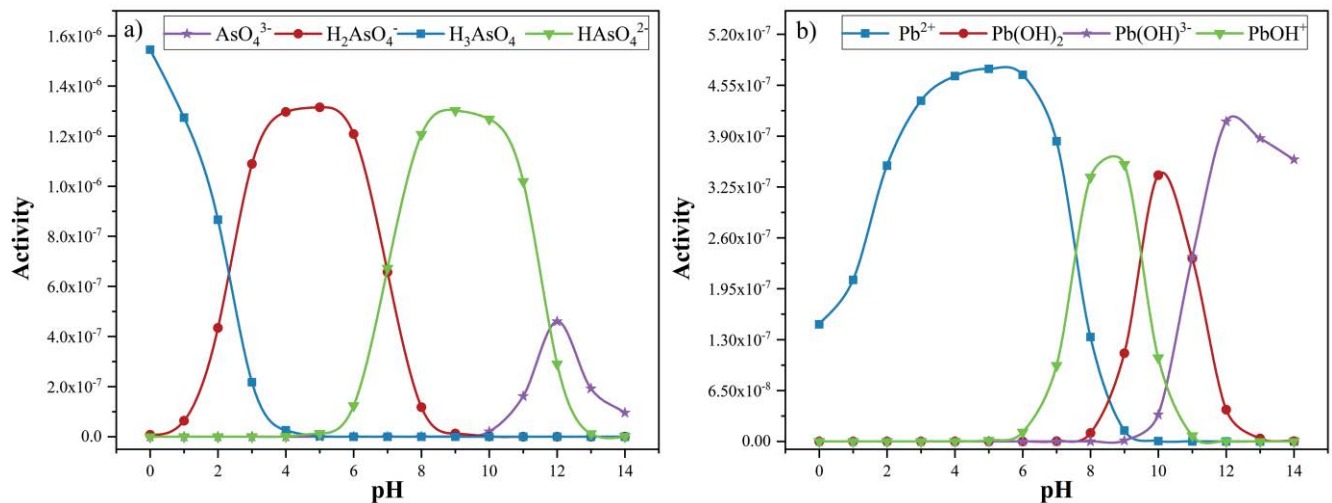 a)
AsO₄³⁻ H₂AsO₄⁻ H₃AsO₄ HAsO₄²⁻
1.6x10⁻⁶
1.4x10⁻⁶
1.2x10⁻⁶
1.0x10⁻⁶
8.0x10⁻⁷
6.0x10⁻⁷
4.0x10⁻⁷
2.0x10⁻⁷
0.0
Activity
0 2 4 6 8 10 12 14
pH
b)
Pb²⁺ Pb(OH)₂ Pb(OH)³⁻ PbOH⁺
5.20x10⁻⁷
4.55x10⁻⁷
3.90x10⁻⁷
3.25x10⁻⁷
2.60x10⁻⁷
1.95x10⁻⁷
1.30x10⁻⁷
6.50x10⁻⁸
0.00
Activity
0 2 4 6 8 10 12 14
pH